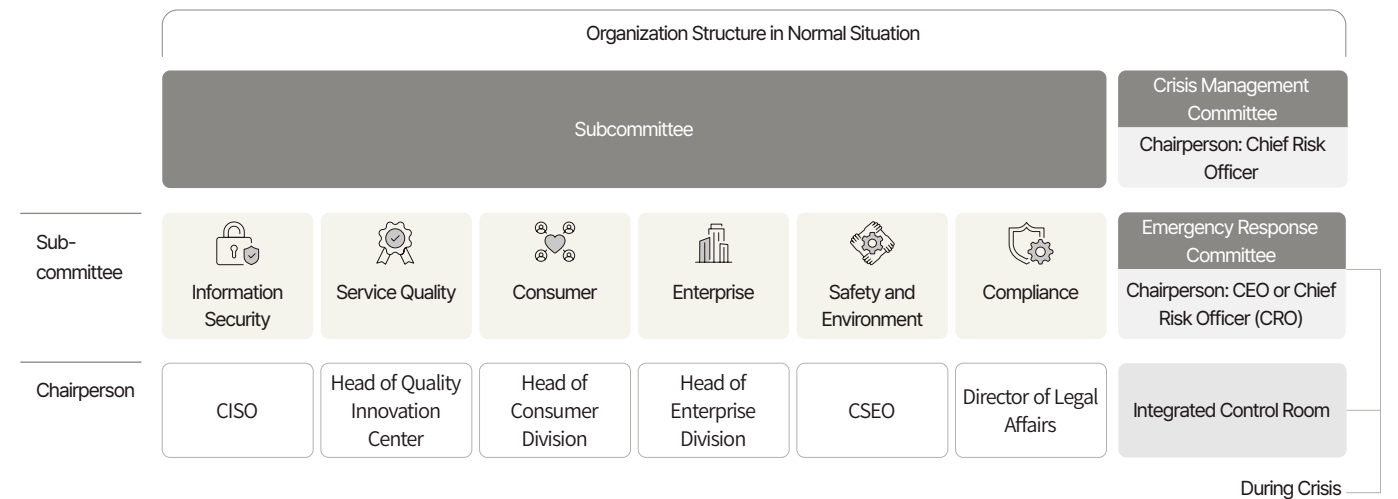 Organization Structure in Normal Situation
Subcommittee
Crisis Management
Committee
Chairperson: Chief Risk
Officer
Sub-
committee
Information
Security
Service Quality
Consumer
Enterprise
Safety and
Environment
Compliance
Emergency Response
Committee
Chairperson: CEO or Chief
Risk Officer (CRO)
Chairperson
CISO
Head of Quality
Innovation
Center
Head of
Consumer
Division
Head of
Enterprise
Division
CSEO
Director of Legal
Affairs
Integrated Control Room
During Crisis